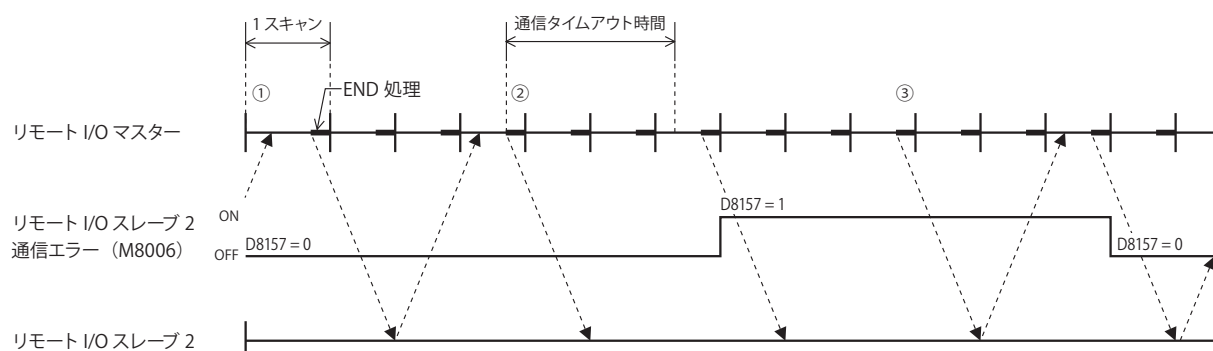 1 スキャン
通信タイムアウト時間
①
END 処理
②
③
リモート I/O マスター
リモート I/O スレーブ 2
通信エラー（M8006）
ON
OFF
D8157 = 0
D8157 = 1
D8157 = 0
リモート I/O スレーブ 2